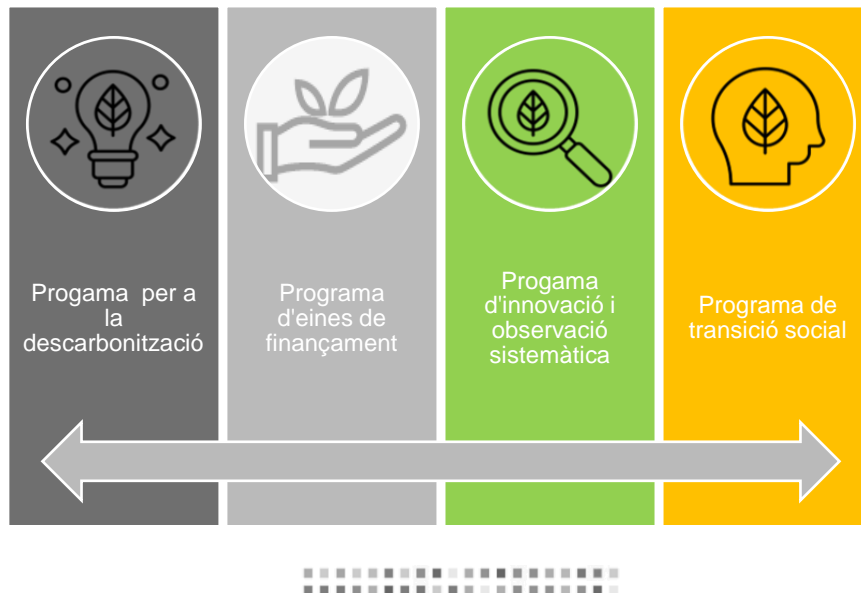 Progama  per a
la
descarbonització
Programa
d'eines de
finançament
Progama
d'innovació i
observació
sistemàtica
Programa de
transició social